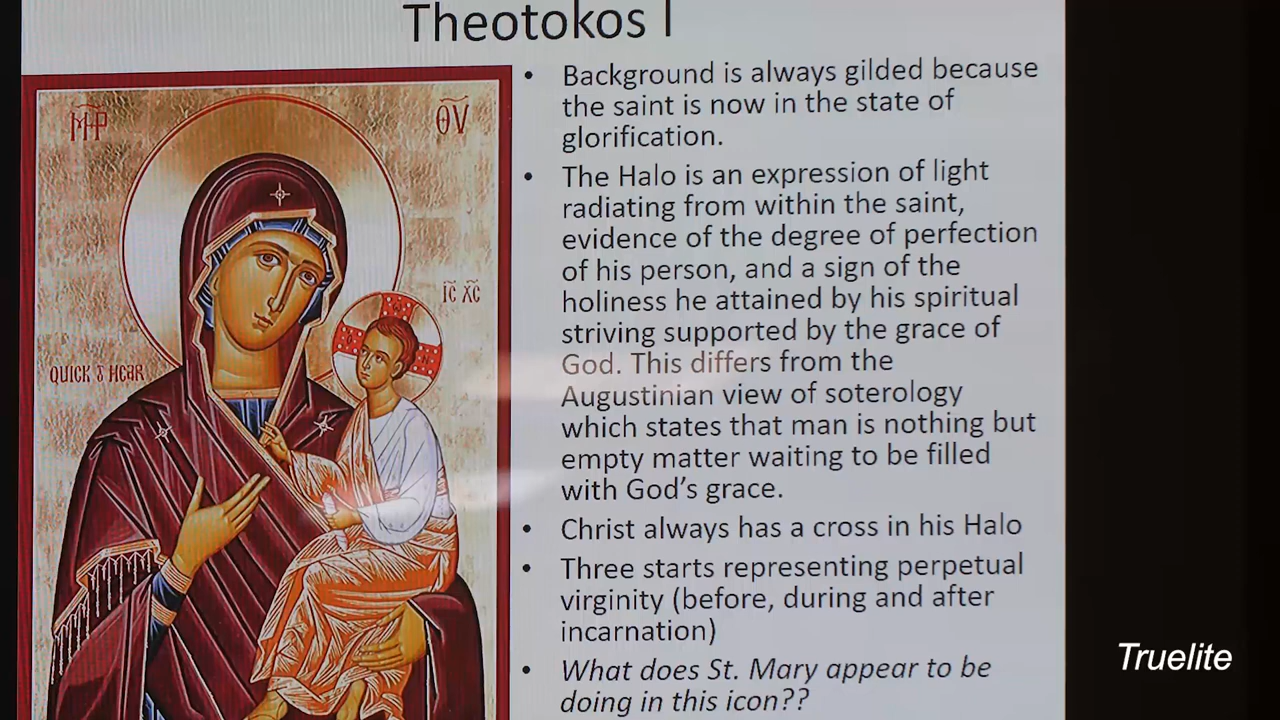 Theotokos I
• Background is always gilded because
the saint is now in the state of
glorification.
• The Halo is an expression of light
radiating from within the saint,
evidence of the degree of perfection
of his person, and a sign of the
holiness he attained by his spiritual
striving supported by the grace of
God. This differs from the
Augustinian view of soterology
which states that man is nothing but
empty matter waiting to be filled
with God’s grace.
• Christ always has a cross in his Halo
• Three starts representing perpetual
virginity (before, during and after
incarnation)
• What does St. Mary appear to be
doing in this icon??
ΜΡ
ΘΥ
IC XC
QUICK TO HEAR
Truelite